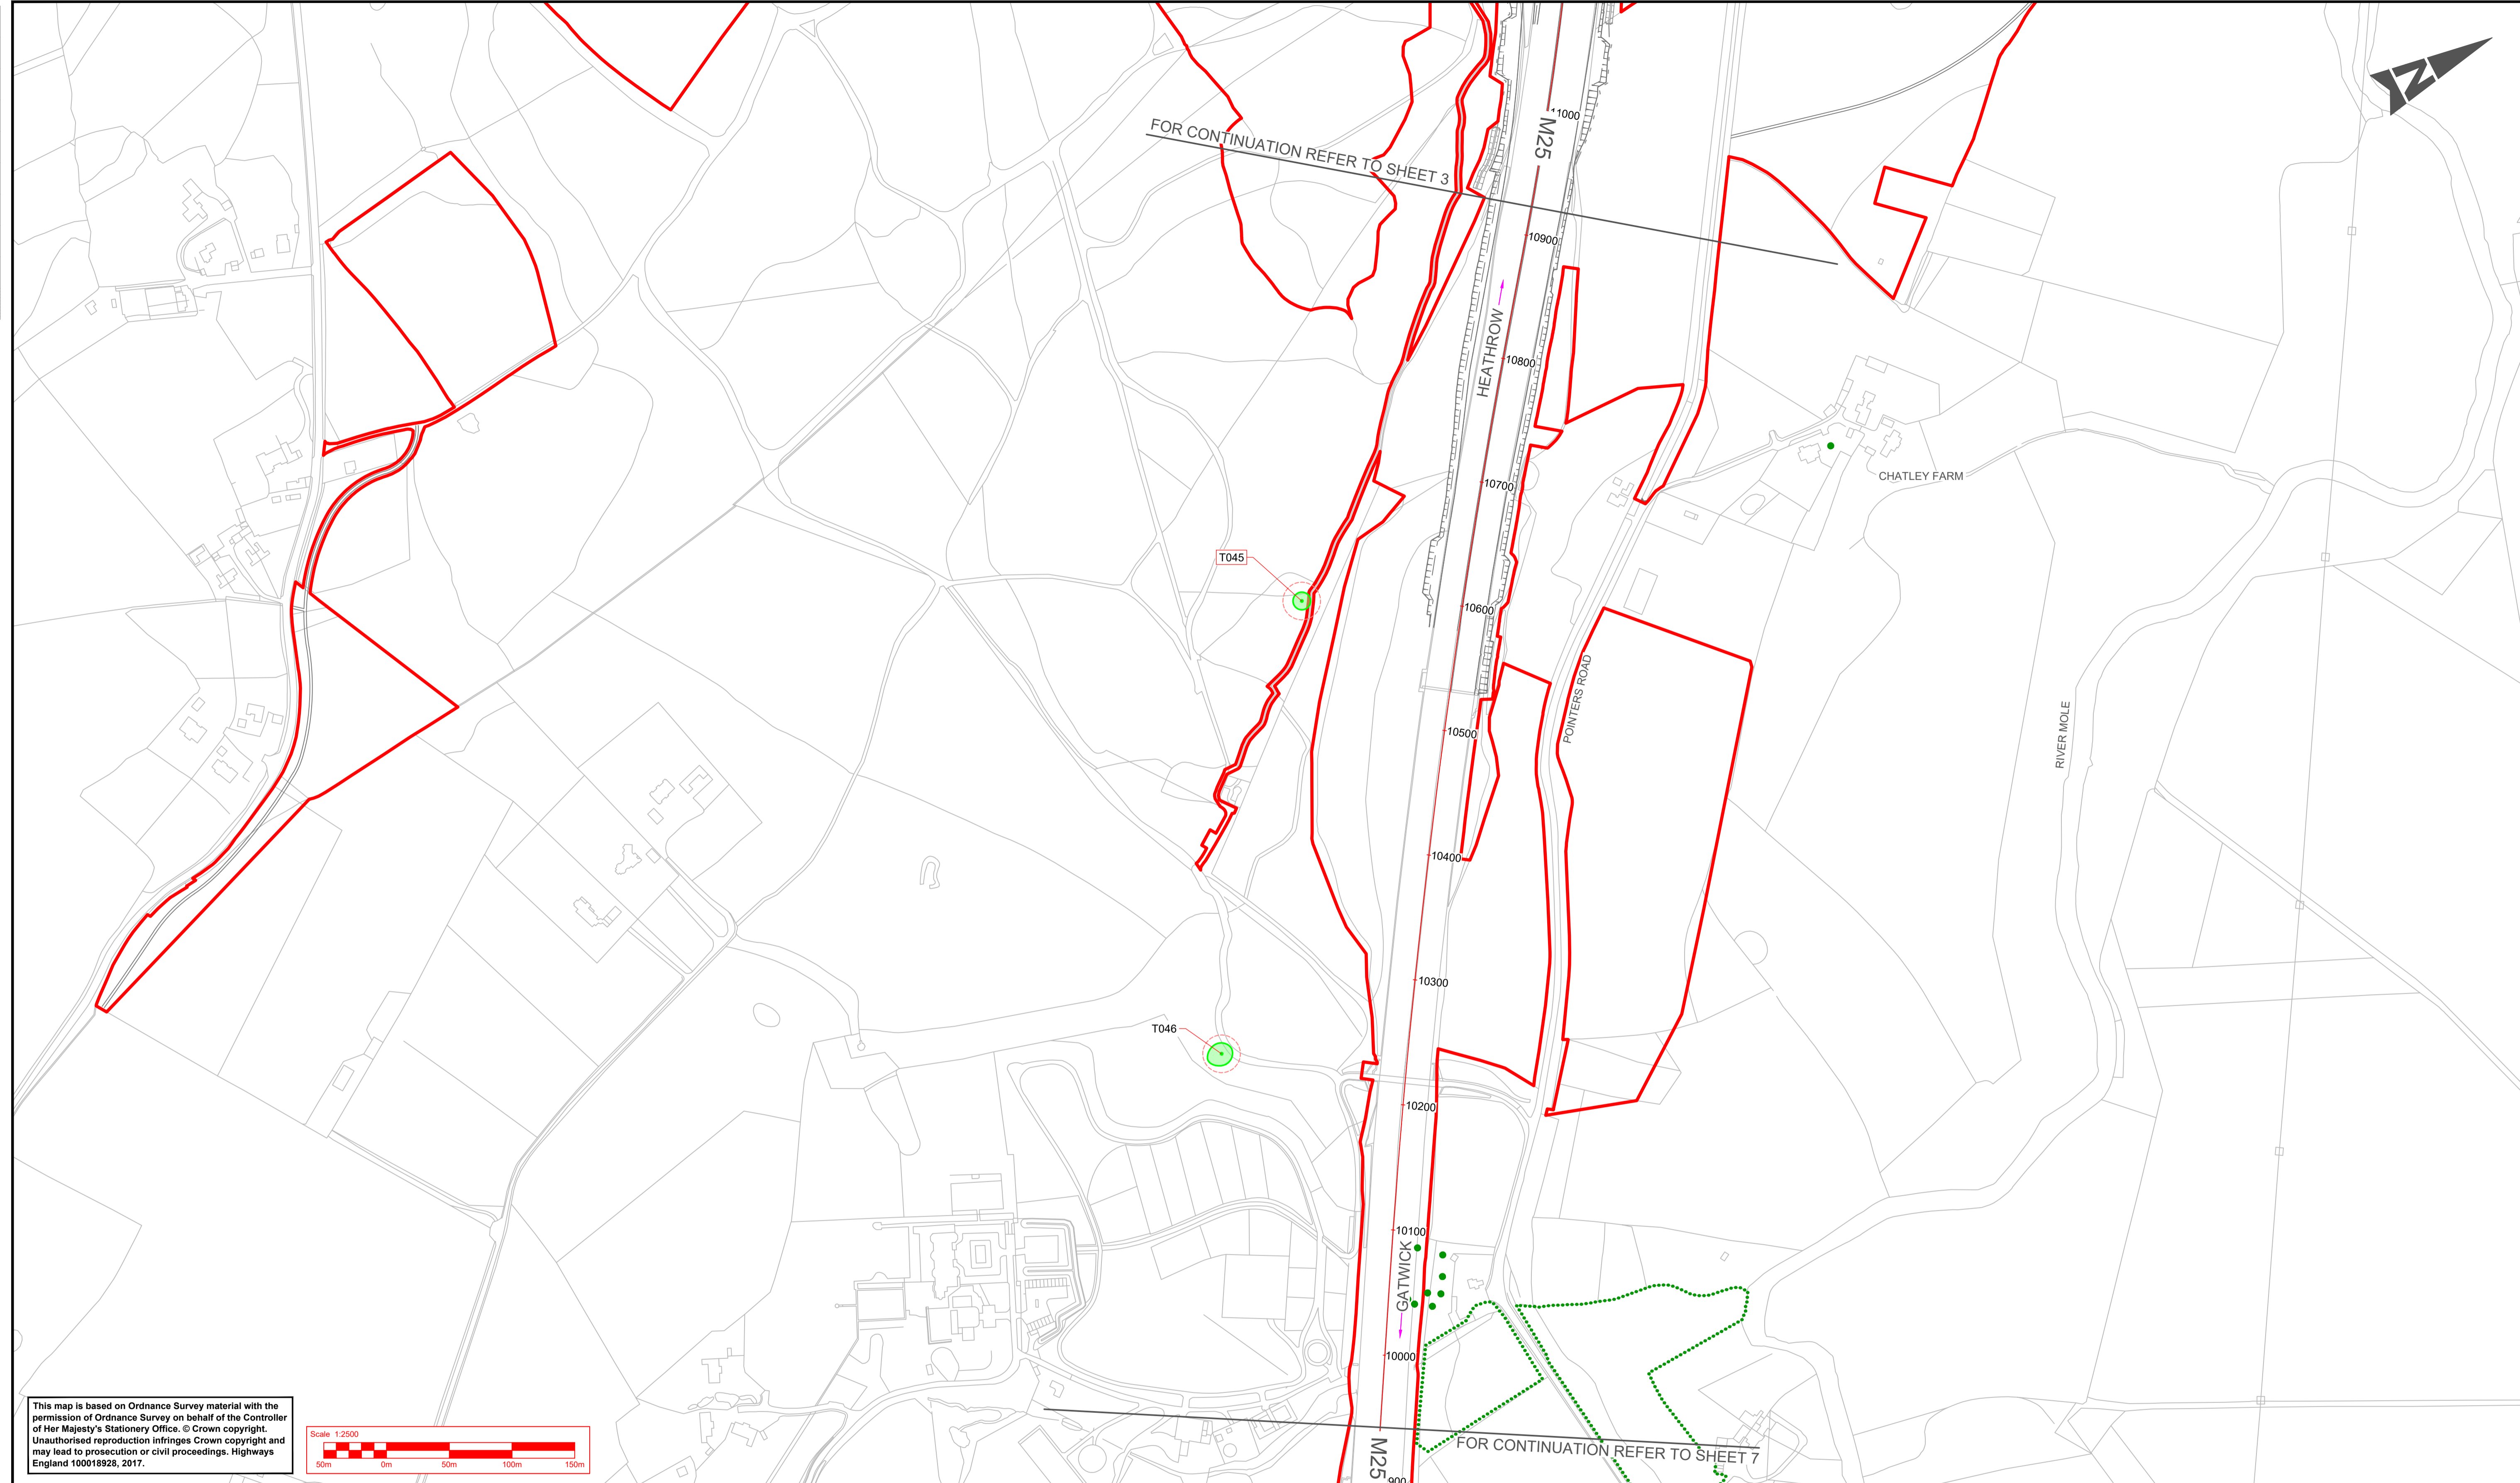 N
11000
M25
FOR CONTINUATION REFER TO SHEET 3
10900
HEATHROW
10800
CHATLEY FARM
10700
T045
10600
POINTERS ROAD
RIVER MOLE
10500
10400
10300
T046
10200
10100
GATWICK
10000
M25
FOR CONTINUATION REFER TO SHEET 7
900
This map is based on Ordnance Survey material with the
permission of Ordnance Survey on behalf of the Controller
of Her Majesty's Stationery Office. © Crown copyright.
Unauthorised reproduction infringes Crown copyright and
may lead to prosecution or civil proceedings. Highways
England 100018928, 2017.
Scale 1:2500
50m 0m 50m 100m 150m